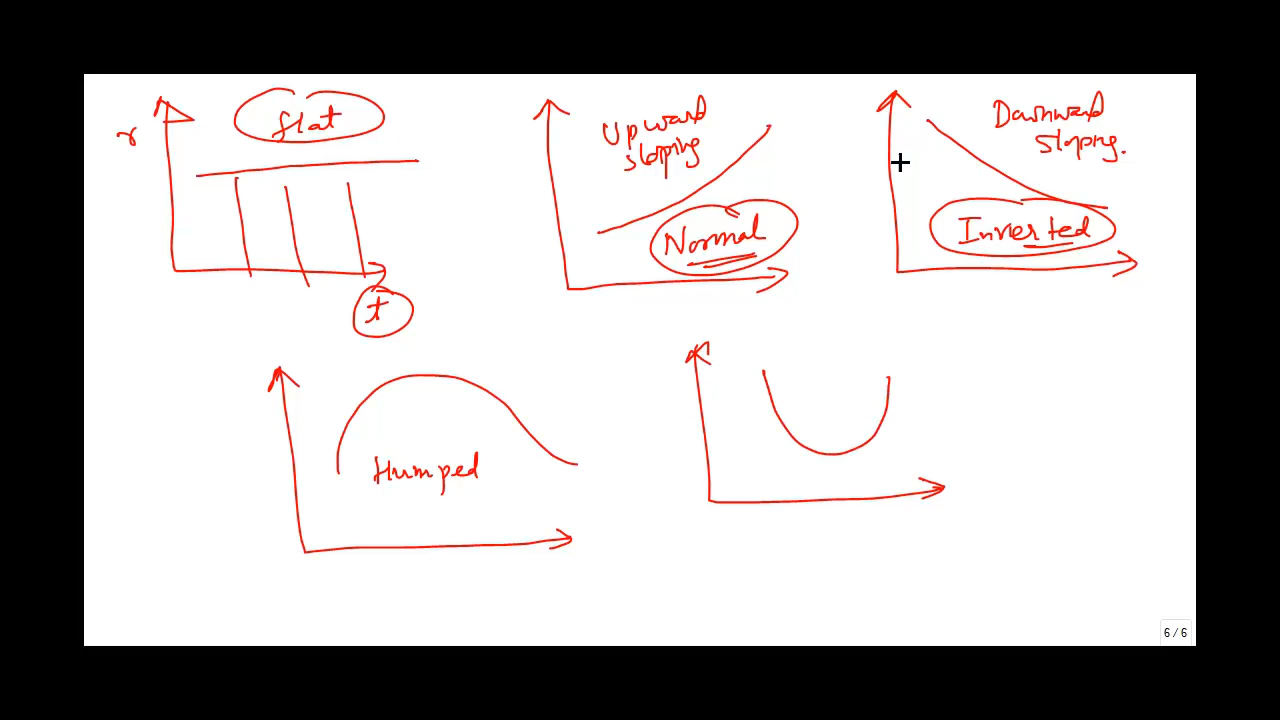 r
flat
t
Upward
sloping
Normal
Downward
sloping.
Inverted
Humped
6 / 6